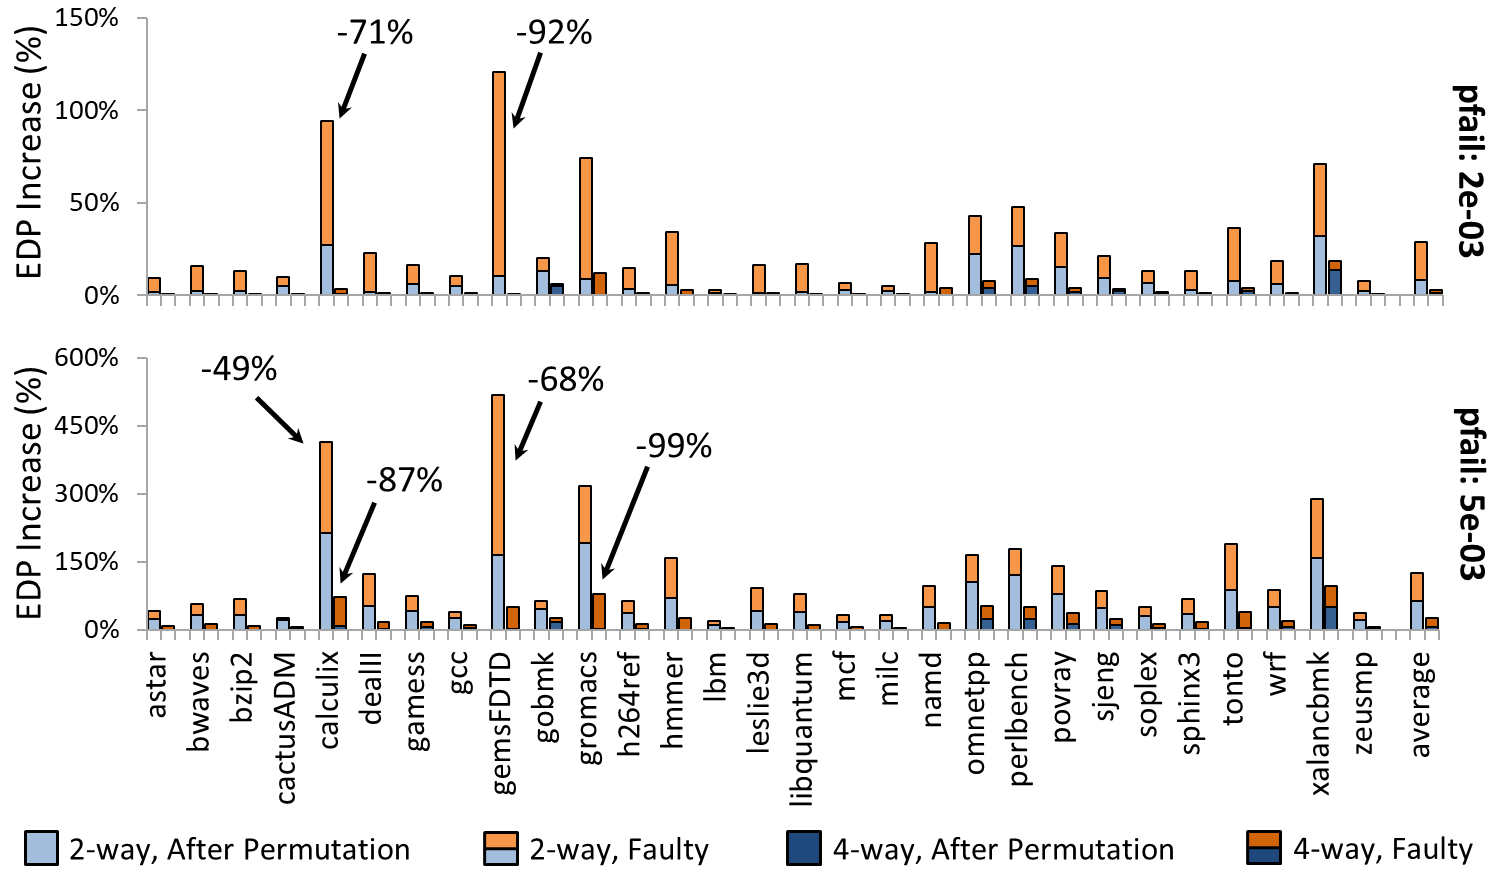 150%
100%
50%
0%
EDP Increase (%)
-71%
-92%
pfail: 2e-03
600%
450%
300%
150%
0%
EDP Increase (%)
-49%
-87%
-68%
-99%
pfail: 5e-03
astar
bwaves
bzip2
cactusADM
calculix
dealII
gamess
gcc
gemsFDTD
gobmk
gromacs
h264ref
hmmer
lbm
leslie3d
libquantum
mcf
milc
namd
omnetpp
perlbench
povray
sjeng
soplex
sphinx3
tonto
wrf
xalancbmk
zeusmp
average
2-way, After Permutation
2-way, Faulty
4-way, After Permutation
4-way, Faulty